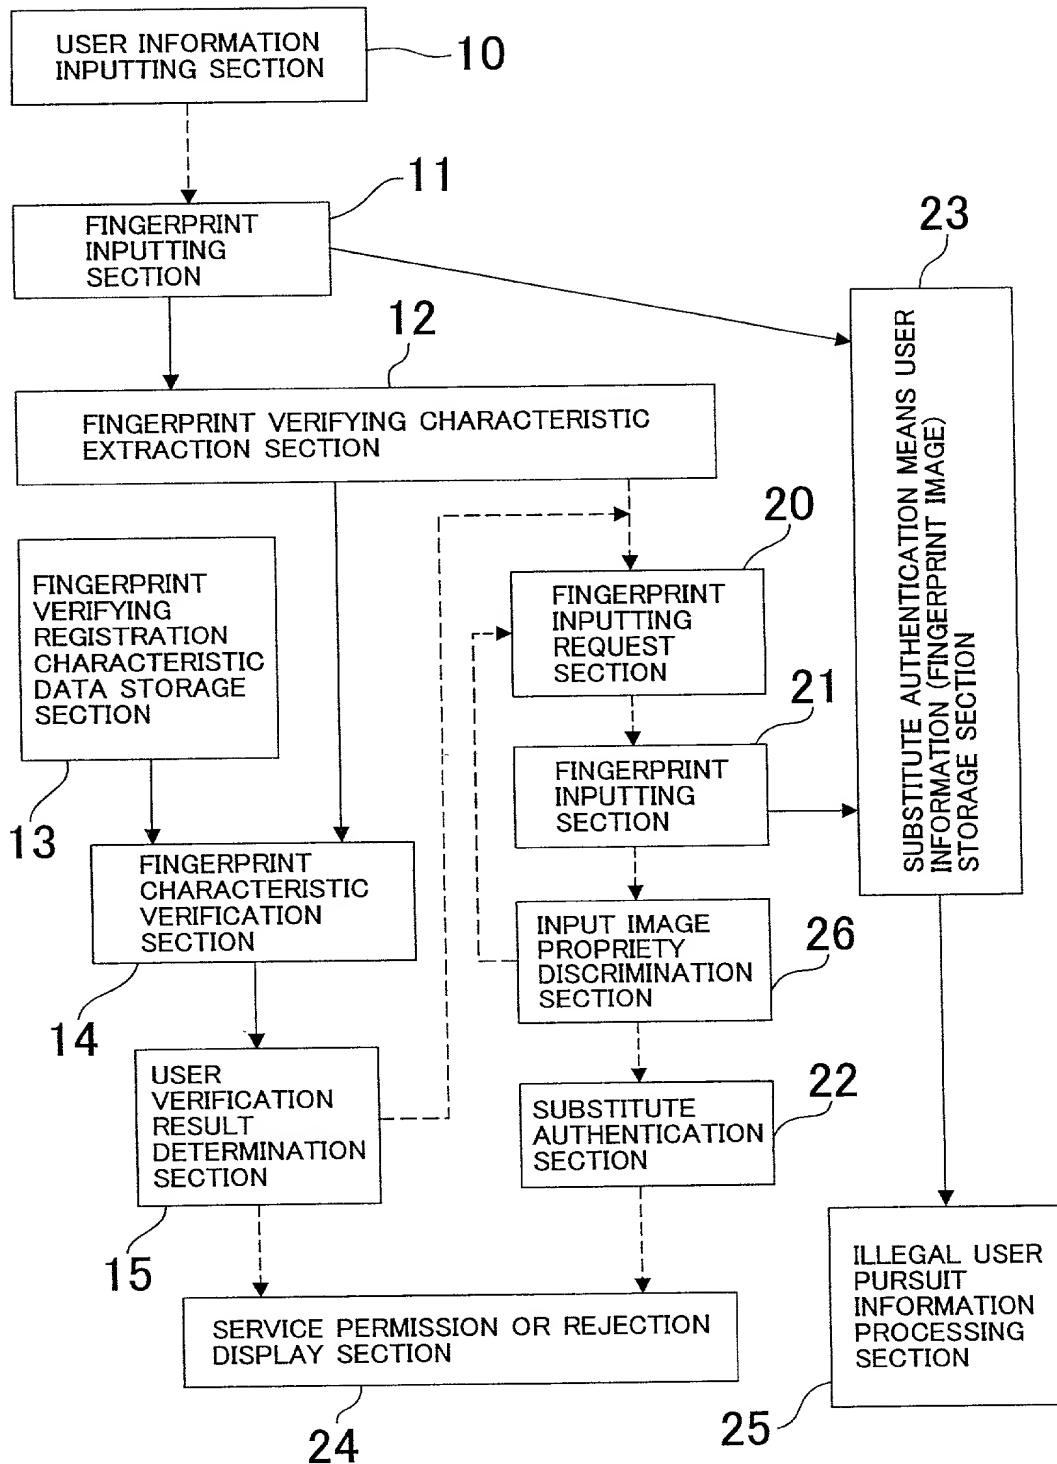 USER INFORMATION
INPUTTING SECTION
10
11
FINGERPRINT
INPUTTING
SECTION
23
12
FINGERPRINT VERIFYING CHARACTERISTIC
EXTRACTION SECTION
SUBSTITUTE AUTHENTICATION MEANS USER
INFORMATION (FINGERPRINT IMAGE)
STORAGE SECTION
20
FINGERPRINT
VERIFYING
REGISTRATION
CHARACTERISTIC
DATA STORAGE
SECTION
13
FINGERPRINT
INPUTTING
REQUEST
SECTION
21
FINGERPRINT
INPUTTING
SECTION
FINGERPRINT
CHARACTERISTIC
VERIFICATION
SECTION
14
INPUT IMAGE
PROPRIETY
DISCRIMINATION
SECTION
26
USER
VERIFICATION
RESULT
DETERMINATION
SECTION
15
22
SUBSTITUTE
AUTHENTICATION
SECTION
ILLEGAL USER
PURSUIT
INFORMATION
PROCESSING
SECTION
25
SERVICE PERMISSION OR REJECTION
DISPLAY SECTION
24